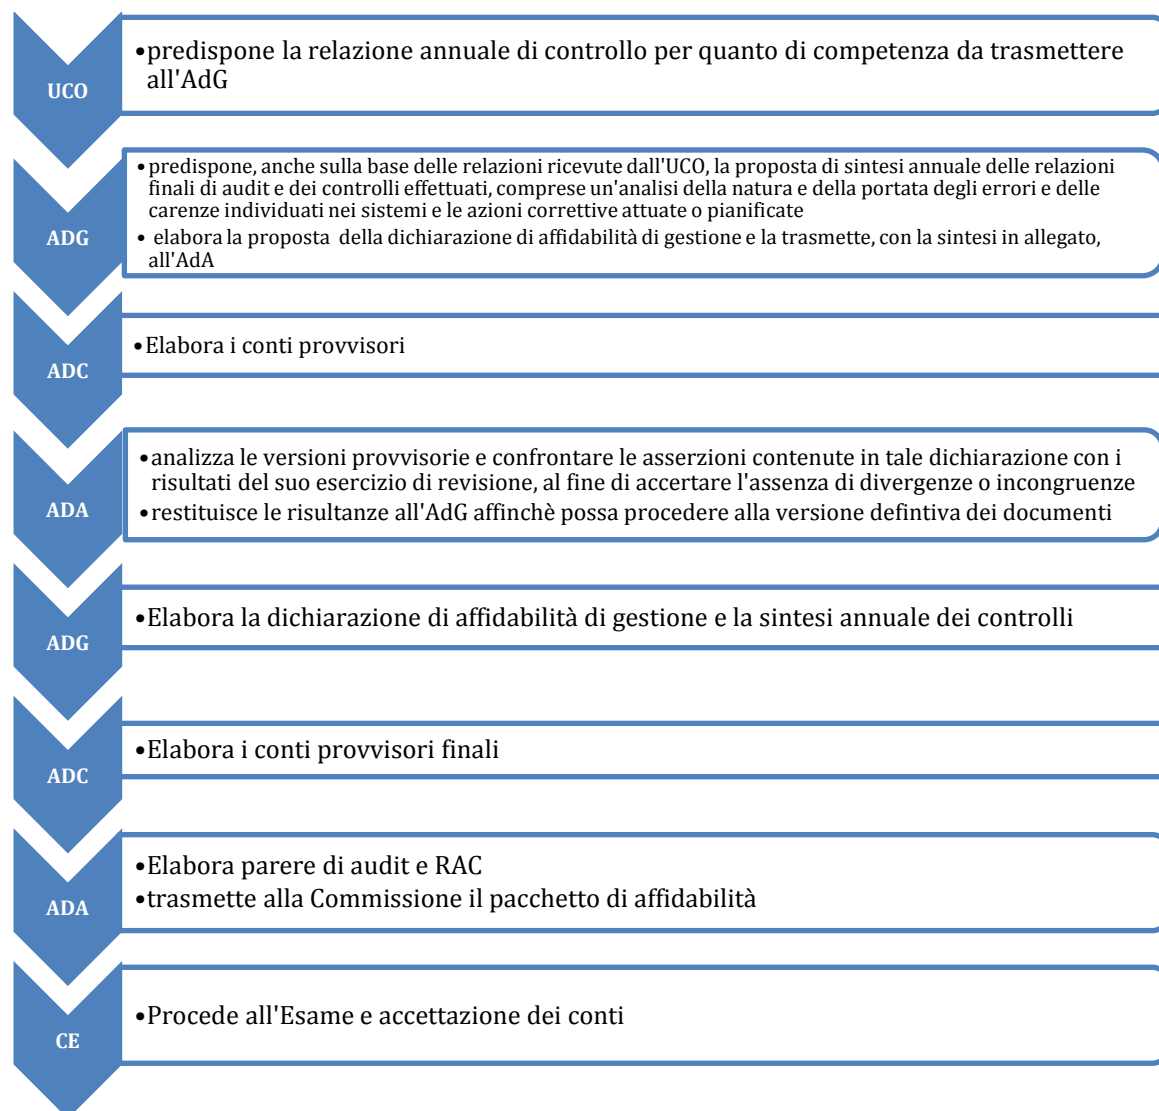 UCO
•predispone la relazione annuale di controllo per quanto di competenza da trasmettere
all'AdG
ADG
•predispone, anche sulla base delle relazioni ricevute dall'UCO, la proposta di sintesi annuale delle relazioni
finali di audit e dei controlli effettuati, comprese un'analisi della natura e della portata degli errori e delle
carenze individuati nei sistemi e le azioni correttive attuate o pianificate
• elabora la proposta della dichiarazione di affidabilità di gestione e la trasmette, con la sintesi in allegato,
all'AdA
ADC
•Elabora i conti provvisori
ADA
•analizza le versioni provvisorie e confrontare le asserzioni contenute in tale dichiarazione con i
risultati del suo esercizio di revisione, al fine di accertare l'assenza di divergenze o incongruenze
•restituisce le risultanze all'AdG affinchè possa procedere alla versione defintiva dei documenti
ADG
•Elabora la dichiarazione di affidabilità di gestione e la sintesi annuale dei controlli
ADC
•Elabora i conti provvisori finali
ADA
•Elabora parere di audit e RAC
•trasmette alla Commissione il pacchetto di affidabilità
CE
•Procede all'Esame e accettazione dei conti